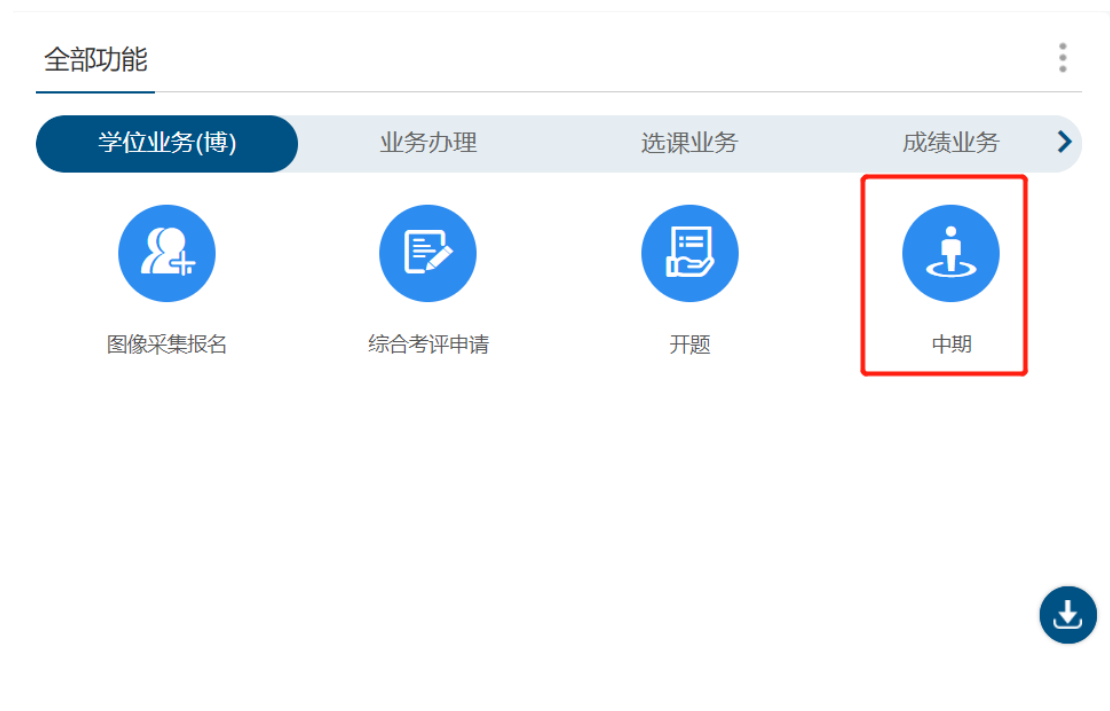 全部功能
学位业务(博) 业务办理 选课业务 成绩业务
图像采集报名 综合考评申请 开题 中期